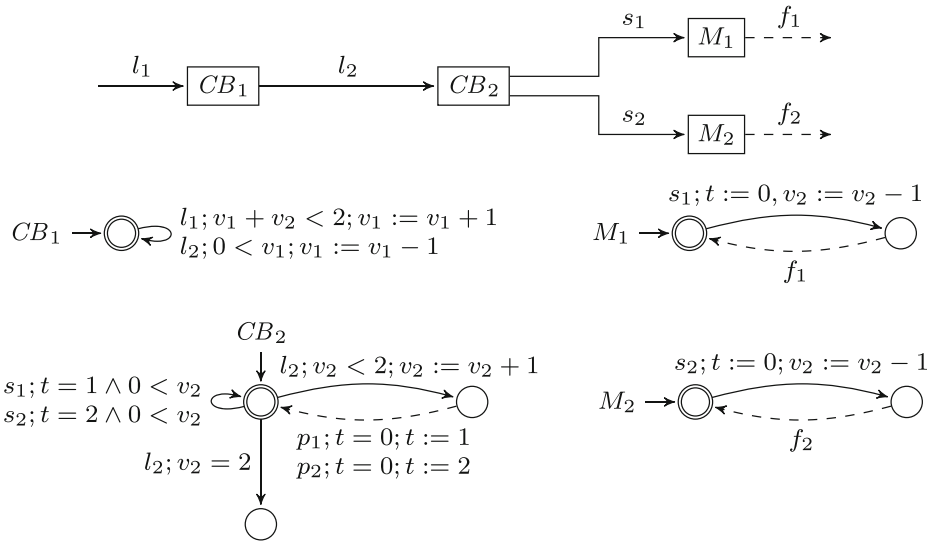 s₁
f₁
M₁
l₁
l₂
CB₁
CB₂
s₂
f₂
M₂
s₁; t := 0, v₂ := v₂ − 1
l₁; v₁ + v₂ < 2; v₁ := v₁ + 1
CB₁
l₂; 0 < v₁; v₁ := v₁ − 1
M₁
f₁
CB₂
l₂; v₂ < 2; v₂ := v₂ + 1
s₂; t := 0; v₂ := v₂ − 1
s₁; t = 1 ∧ 0 < v₂
s₂; t = 2 ∧ 0 < v₂
M₂
p₁; t = 0; t := 1
f₂
p₂; t = 0; t := 2
l₂; v₂ = 2